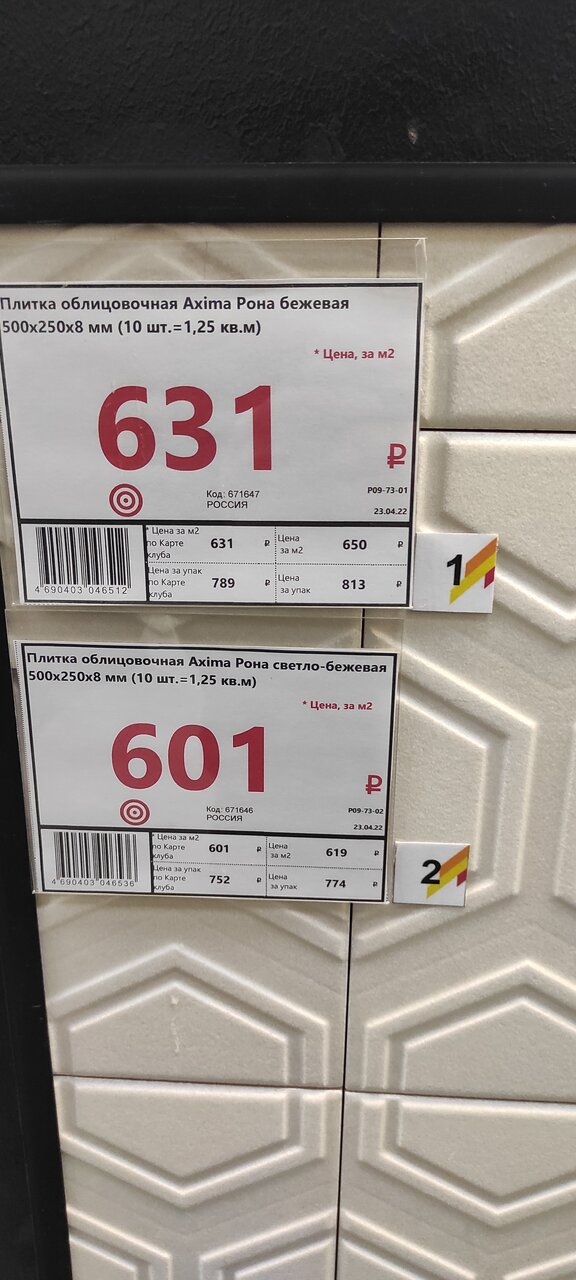 Плитка облицовочная Axima Рона бежевая
500x250x8 мм (10 шт.=1,25 кв.м)
* Цена, за м2
631
₽
Код: 671647
РОССИЯ
P09-73-01
23.04.22
4 690403 046512
* Цена за м2
по Карте
клуба
631 ₽
Цена
за м2
650 ₽
Цена за упак
по Карте
клуба
789 ₽
Цена
за упак
813 ₽
1
Плитка облицовочная Axima Рона светло-бежевая
500x250x8 мм (10 шт.=1,25 кв.м)
* Цена, за м2
601
₽
Код: 671646
РОССИЯ
P09-73-02
23.04.22
4 690403 046536
* Цена за м2
по Карте
клуба
601 ₽
Цена
за м2
619 ₽
Цена за упак
по Карте
клуба
752 ₽
Цена
за упак
774 ₽
2